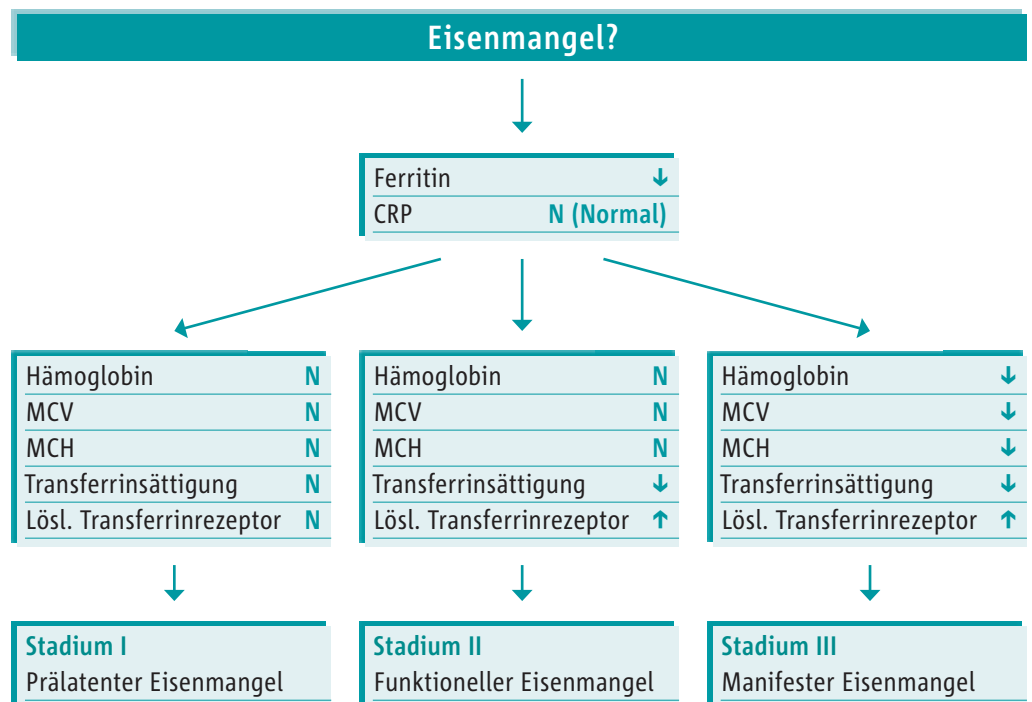 Eisenmangel?
Ferritin ↓
CRP N (Normal)
Hämoglobin N
MCV N
MCH N
Transferrinsättigung N
Lösl. Transferrinrezeptor N
Hämoglobin N
MCV N
MCH N
Transferrinsättigung ↓
Lösl. Transferrinrezeptor ↑
Hämoglobin ↓
MCV ↓
MCH ↓
Transferrinsättigung ↓
Lösl. Transferrinrezeptor ↑
Stadium I
Prälatenter Eisenmangel
Stadium II
Funktioneller Eisenmangel
Stadium III
Manifester Eisenmangel